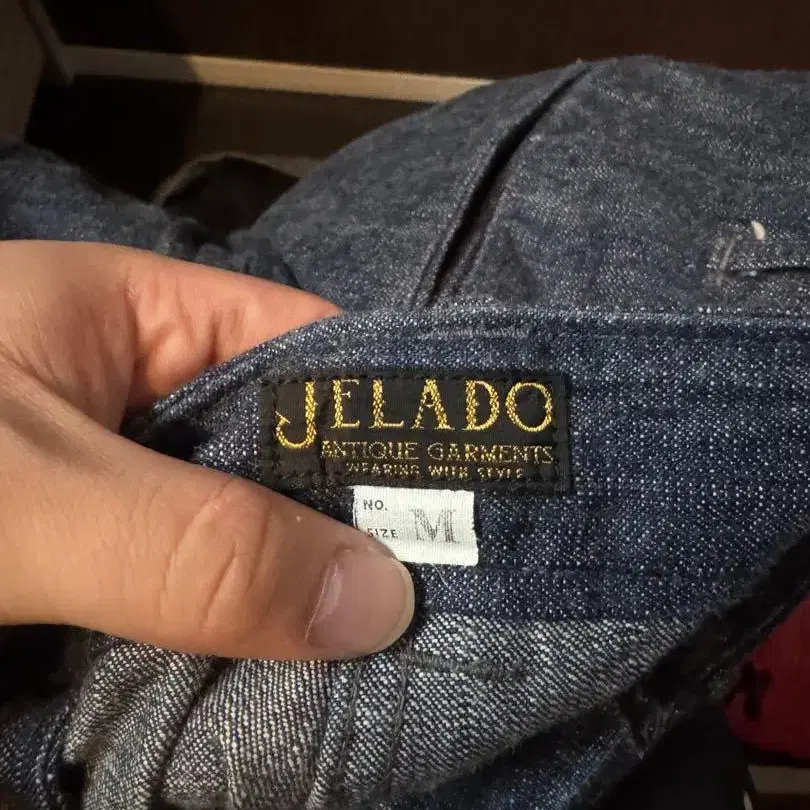 JELADO
ANTIQUE GARMENTS
WEARING WITH STYLE
NO.
SIZE M